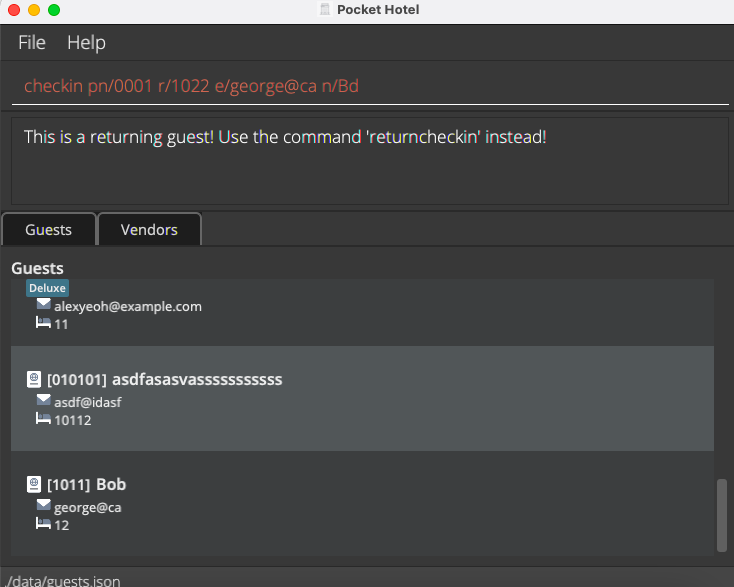 Pocket Hotel
File Help
checkin pn/0001 r/1022 e/george@ca n/Bd
This is a returning guest! Use the command 'returncheckin' instead!
Guests Vendors
Guests
Deluxe
alexyeoh@example.com
11
[010101] asdfasasvasssssssssss
asdf@idasf
10112
[1011] Bob
george@ca
12
./data/guests.json